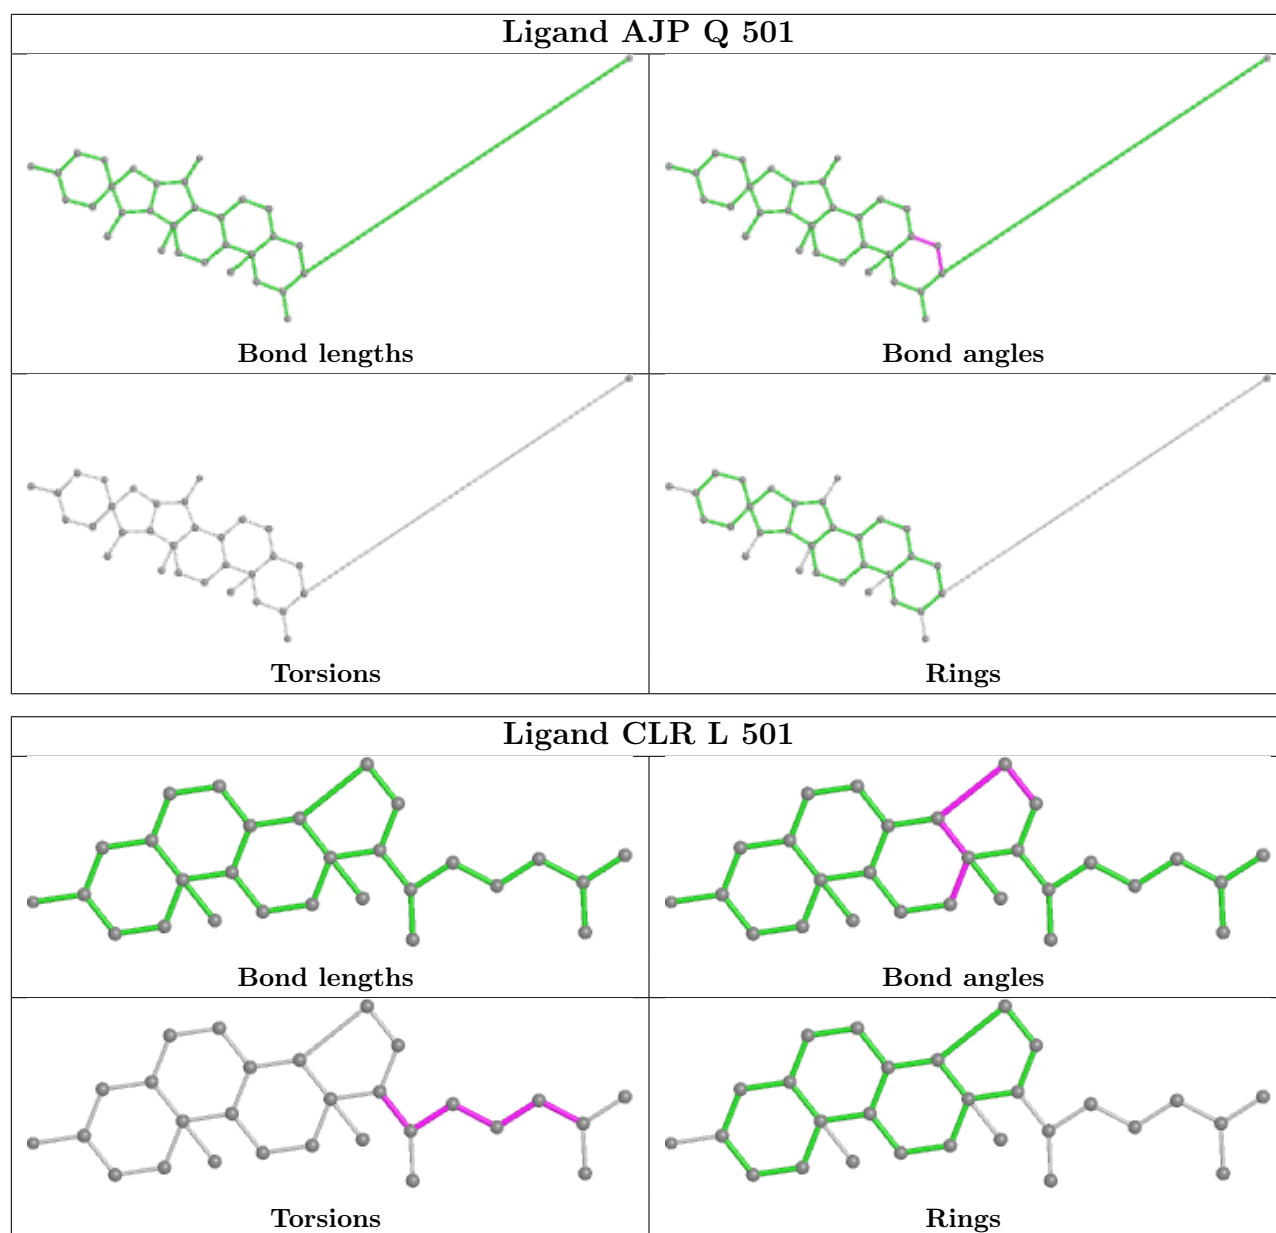 Ligand AJP Q 501
Bond lengths
Bond angles
Torsions
Rings
Ligand CLR L 501
Bond lengths
Bond angles
Torsions
Rings